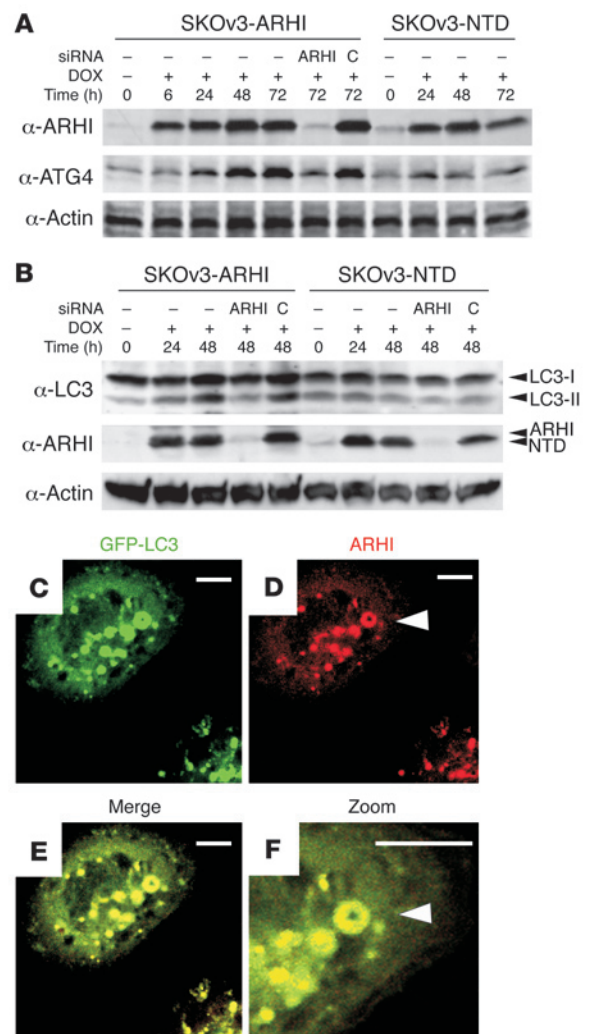 A
SKOv3-ARHI SKOv3-NTD
siRNA – – – – – ARHI C – – – –
DOX – + + + + + + – + + +
Time (h) 0 6 24 48 72 72 72 0 24 48 72
α-ARHI
α-ATG4
α-Actin
B
SKOv3-ARHI SKOv3-NTD
siRNA – – – ARHI C – – – ARHI C
DOX – + + + + – + + + +
Time (h) 0 24 48 48 48 0 24 48 48 48
α-LC3
LC3-I
LC3-II
α-ARHI
ARHI
NTD
α-Actin
GFP-LC3 ARHI
C D
Merge Zoom
E F